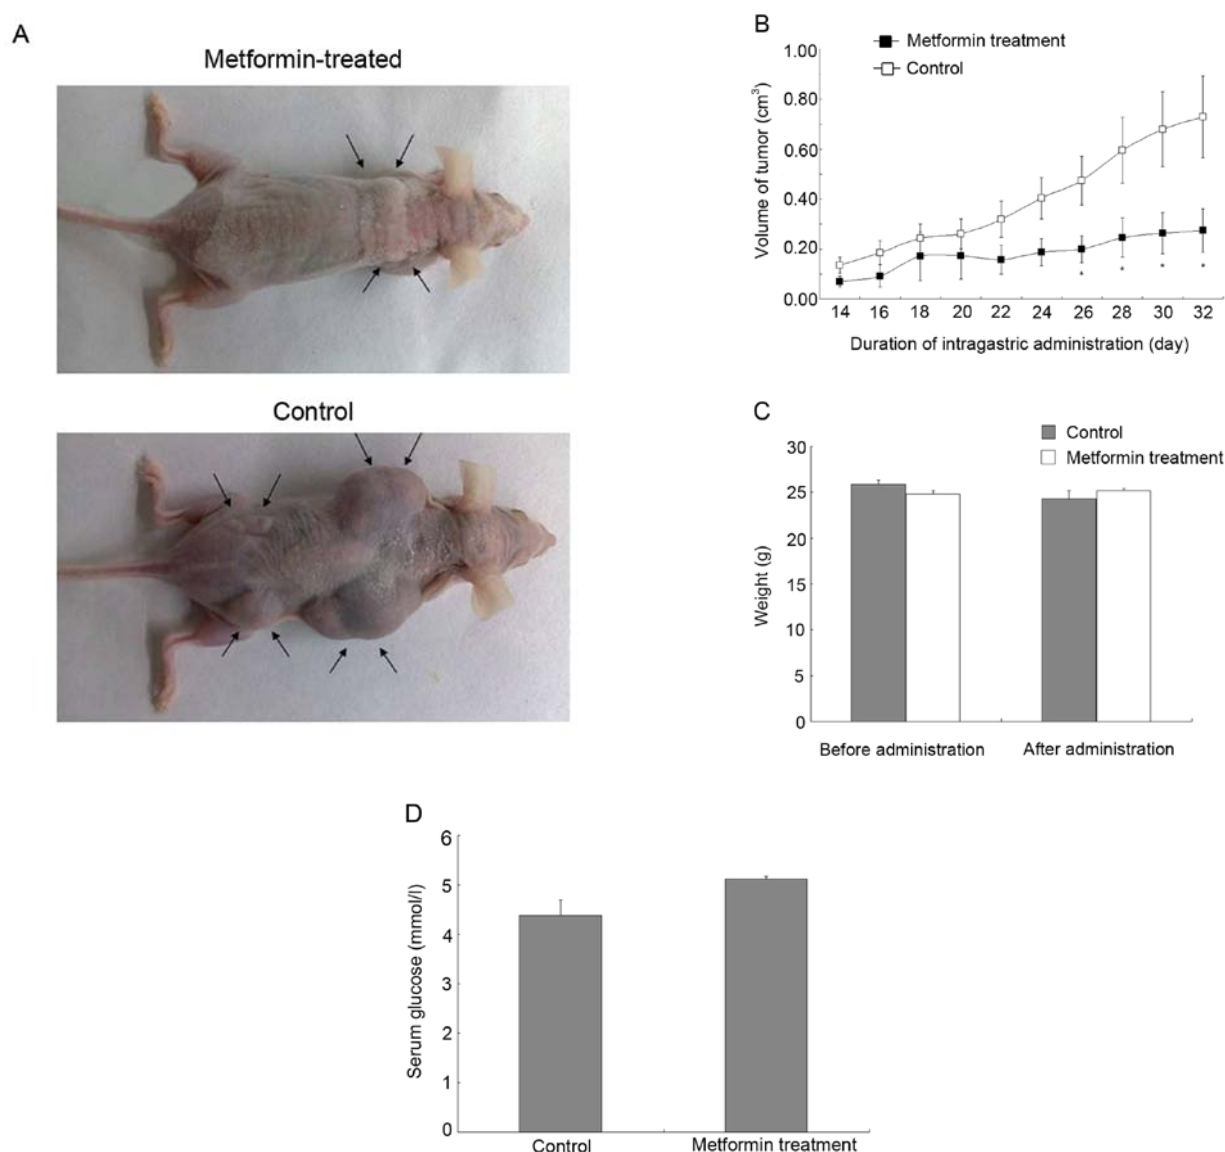 A
Metformin-treated
Control
B
Metformin treatment
Control
Volume of tumor (cm³)
1.00
0.80
0.60
0.40
0.20
0.00
14 16 18 20 22 24 26 28 30 32
* * * *
Duration of intragastric administration (day)
C
Control
Metformin treatment
Weight (g)
30
25
20
15
10
5
0
Before administration After administration
D
Serum glucose (mmol/l)
6
5
4
3
2
1
0
Control Metformin treatment